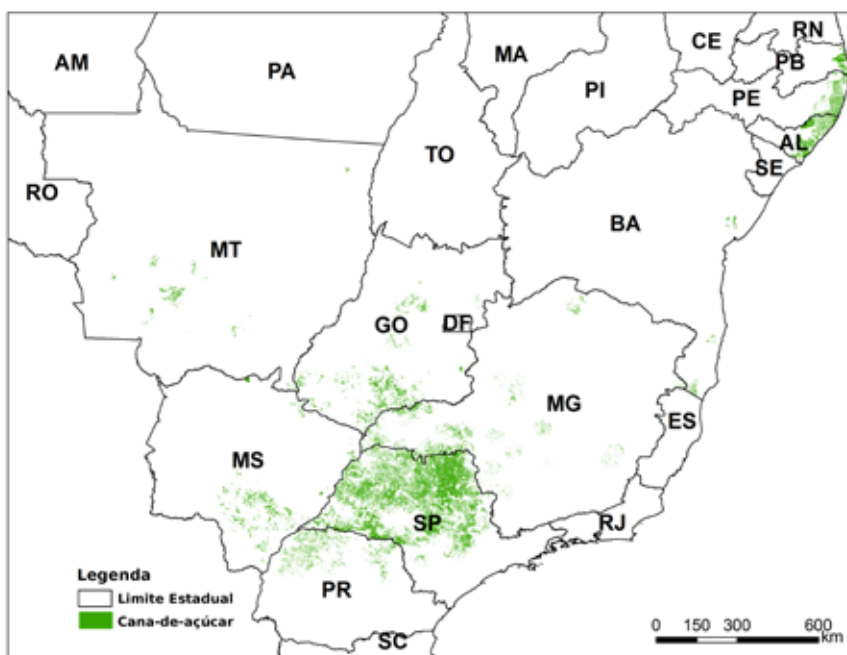 AM
PA
MA
CE
RN
PB
PI
PE
AL
SE
TO
RO
BA
MT
GO
DF
MG
ES
MS
SP
RJ
PR
SC
Legenda
Limite Estadual
Cana-de-açúcar
0 150 300 600
km